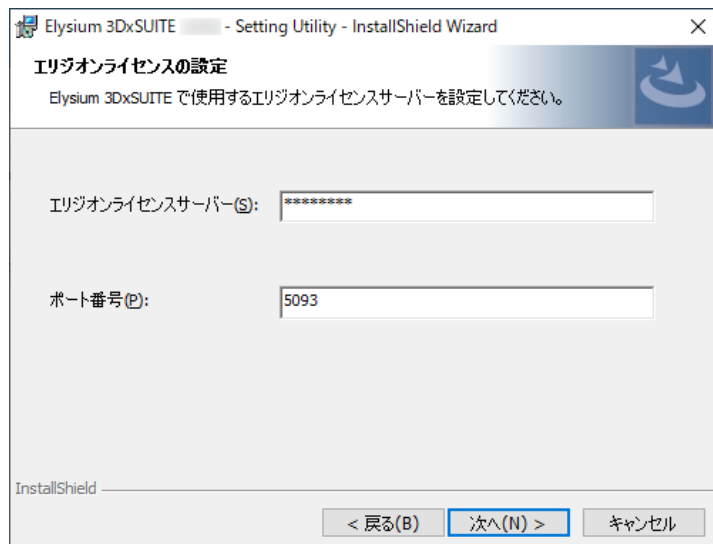 Elysium 3DxSUITE - Setting Utility - InstallShield Wizard
エリジオンライセンスの設定
Elysium 3DxSUITE で使用するエリジオンライセンスサーバーを設定してください。
エリジオンライセンスサーバー(S):
********
ポート番号(P):
5093
InstallShield
< 戻る(B)
次へ(N) >
キャンセル